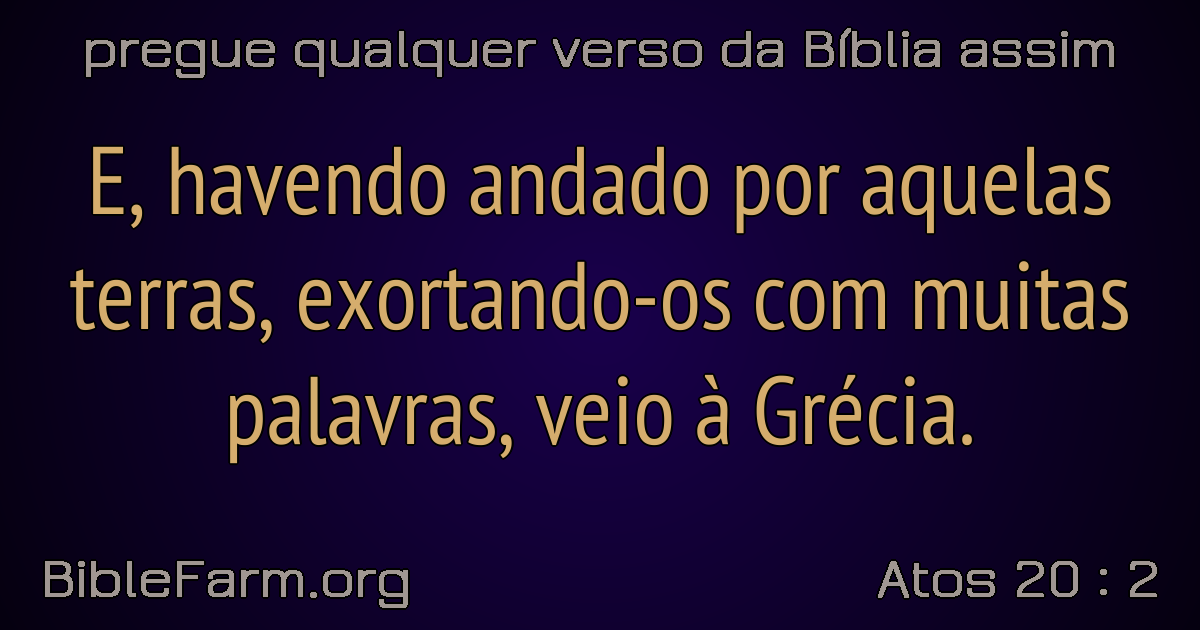 pregue qualquer verso da Bíblia assim
E, havendo andado por aquelas
terras, exortando-os com muitas
palavras, veio à Grécia.
BibleFarm.org
Atos 20 : 2